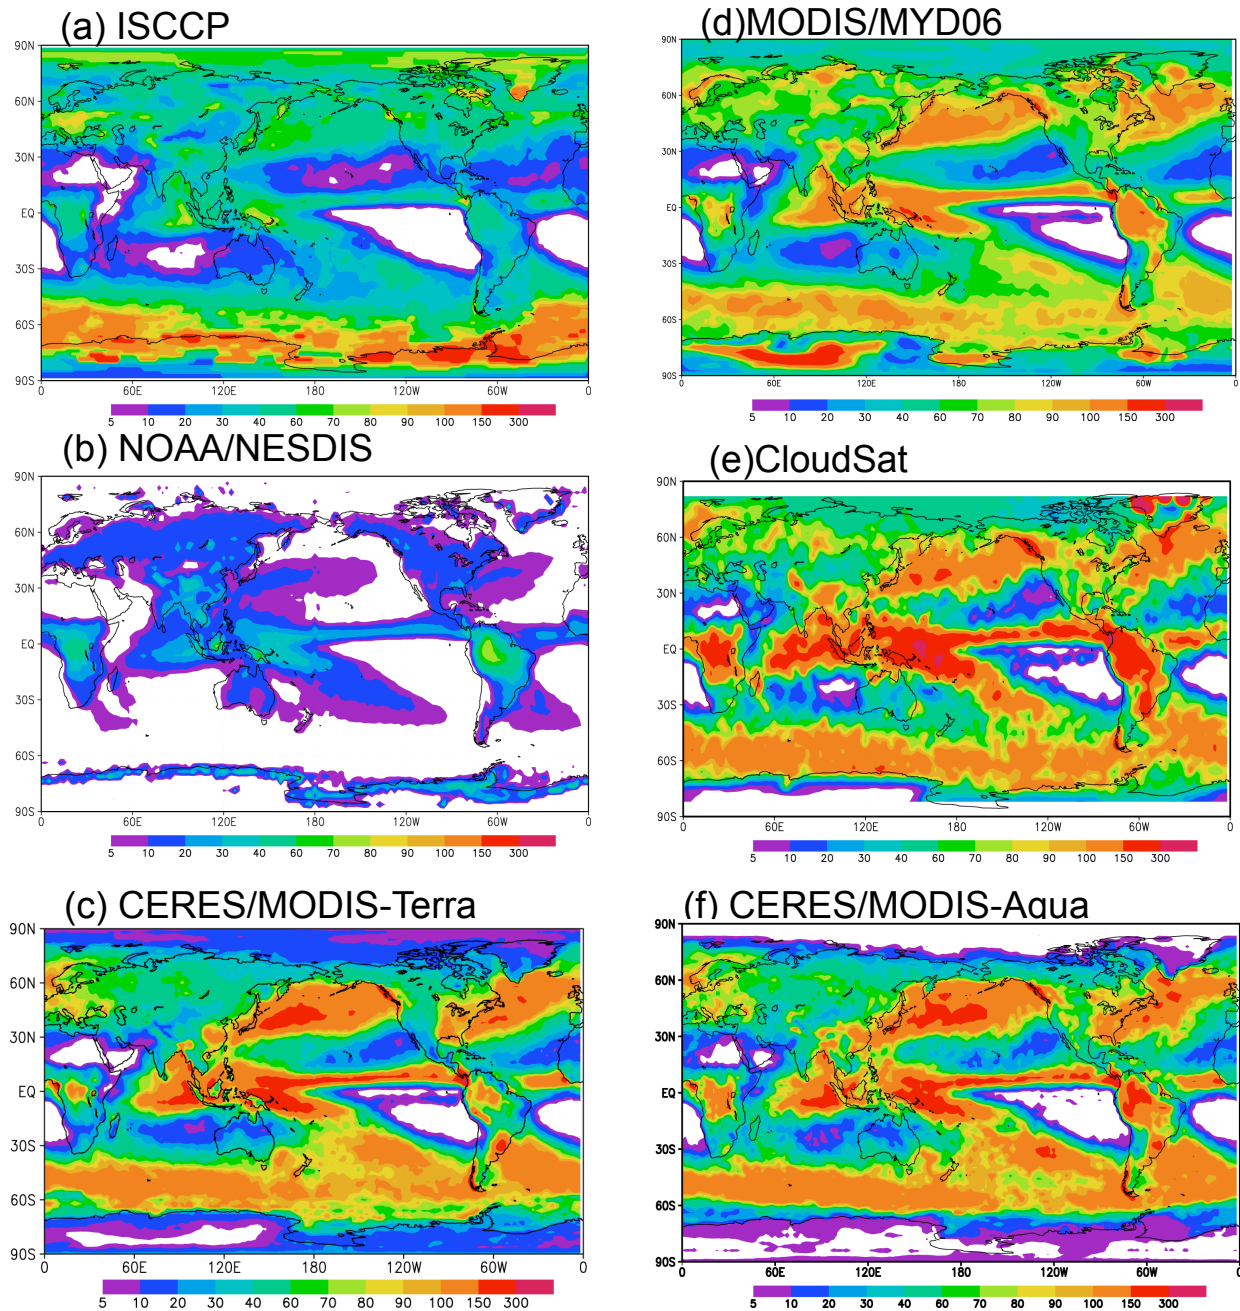 (a) ISCCP
90N
60N
30N
EQ
30S
60S
90S
0 60E 120E 180 120W 60W 0
5 10 20 30 40 60 70 80 90 100 150 300
(b) NOAA/NESDIS
90N
60N
30N
EQ
30S
60S
90S
0 60E 120E 180 120W 60W 0
5 10 20 30 40 60 70 80 90 100 150 300
(c) CERES/MODIS-Terra
90N
60N
30N
EQ
30S
60S
90S
0 60E 120E 180 120W 60W 0
5 10 20 30 40 60 70 80 90 100 150 300
(d)MODIS/MYD06
90N
60N
30N
EQ
30S
60S
90S
0 60E 120E 180 120W 60W 0
5 10 20 30 40 60 70 80 90 100 150 300
(e)CloudSat
90N
60N
30N
EQ
30S
60S
90S
0 60E 120E 180 120W 60W 0
5 10 20 30 40 60 70 80 90 100 150 300
(f) CERES/MODIS-Aqua
90N
60N
30N
EQ
30S
60S
90S
0 60E 120E 180 120W 60W 0
5 10 20 30 40 60 70 80 90 100 150 300